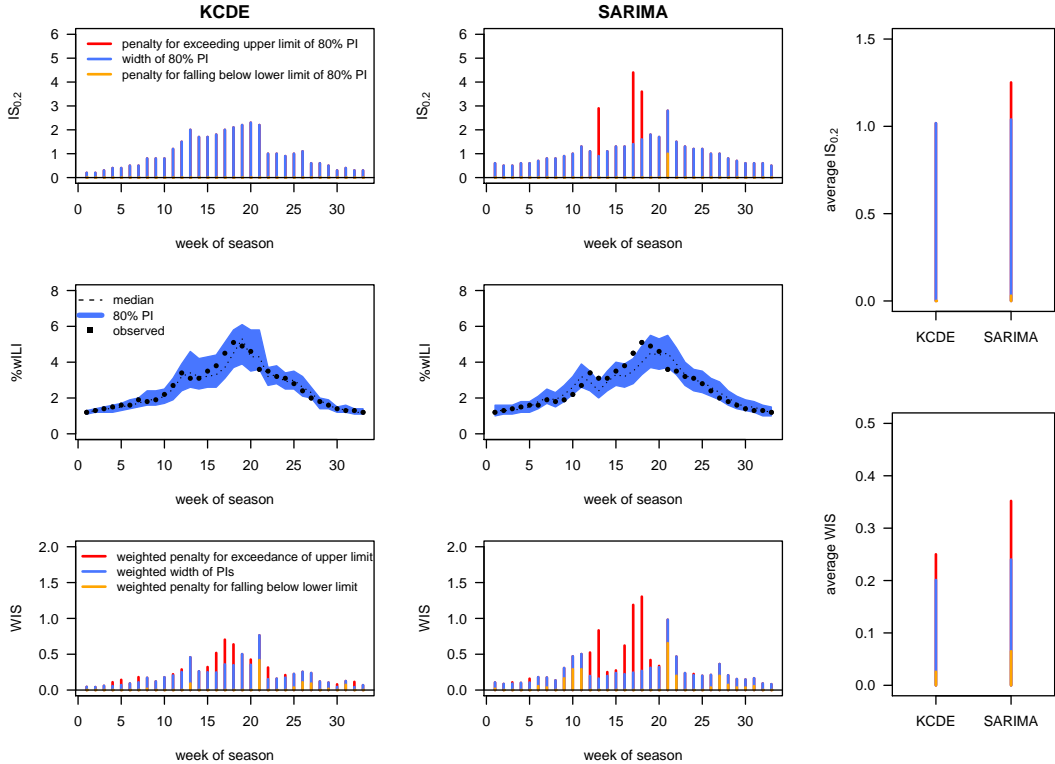 KCDE
SARIMA
6
5
4
3
2
1
0
IS0.2
penalty for exceeding upper limit of 80% PI
width of 80% PI
penalty for falling below lower limit of 80% PI
0 5 10 15 20 25 30
week of season
6
5
4
3
2
1
0
IS0.2
0 5 10 15 20 25 30
week of season
1.5
1.0
0.5
0.0
average IS0.2
KCDE SARIMA
8
6
4
2
0
%wILI
median
80% PI
observed
0 5 10 15 20 25 30
week of season
8
6
4
2
0
%wILI
0 5 10 15 20 25 30
week of season
2.0
1.5
1.0
0.5
0.0
WIS
weighted penalty for exceedance of upper limit
weighted width of PIs
weighted penalty for falling below lower limit
0 5 10 15 20 25 30
week of season
2.0
1.5
1.0
0.5
0.0
WIS
0 5 10 15 20 25 30
week of season
0.5
0.4
0.3
0.2
0.1
0.0
average WIS
KCDE SARIMA